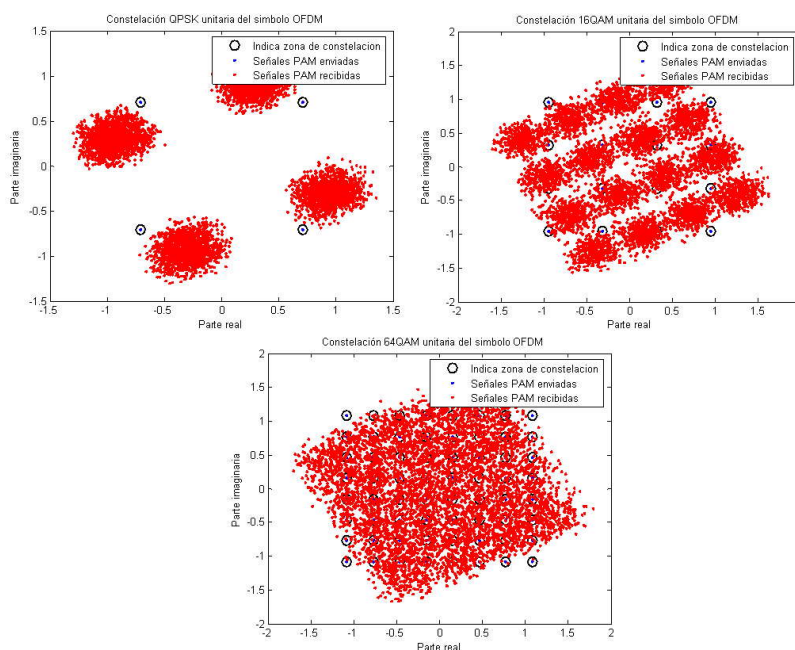 Constelación QPSK unitaria del simbolo OFDM
Indica zona de constelacion
Señales PAM enviadas
Señales PAM recibidas
1.5
1
0.5
0
-0.5
-1
-1.5
Parte imaginaria
-1.5 -1 -0.5 0 0.5 1 1.5
Parte real
Constelación 16QAM unitaria del simbolo OFDM
Indica zona de constelacion
Señales PAM enviadas
Señales PAM recibidas
2
1.5
1
0.5
0
-0.5
-1
-1.5
-2
Parte imaginaria
-2 -1.5 -1 -0.5 0 0.5 1 1.5
Parte real
Constelación 64QAM unitaria del simbolo OFDM
Indica zona de constelacion
Señales PAM enviadas
Señales PAM recibidas
2
1.5
1
0.5
0
-0.5
-1
-1.5
-2
Parte imaginaria
-2 -1.5 -1 -0.5 0 0.5 1 1.5 2
Parte real